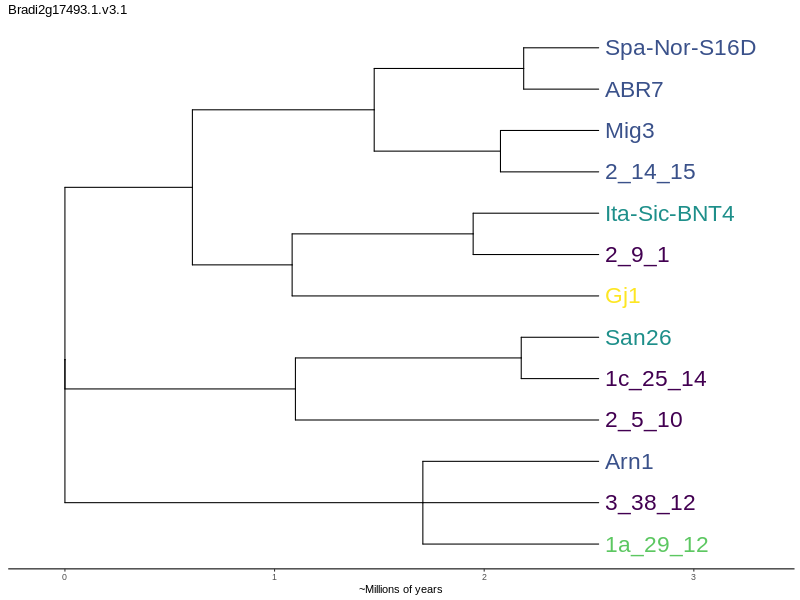 Bradi2g17493.1.v3.1
Spa-Nor-S16D
ABR7
Mig3
2_14_15
Ita-Sic-BNT4
2_9_1
Gj1
San26
1c_25_14
2_5_10
Arn1
3_38_12
1a_29_12
0 1 2 3
~Millions of years